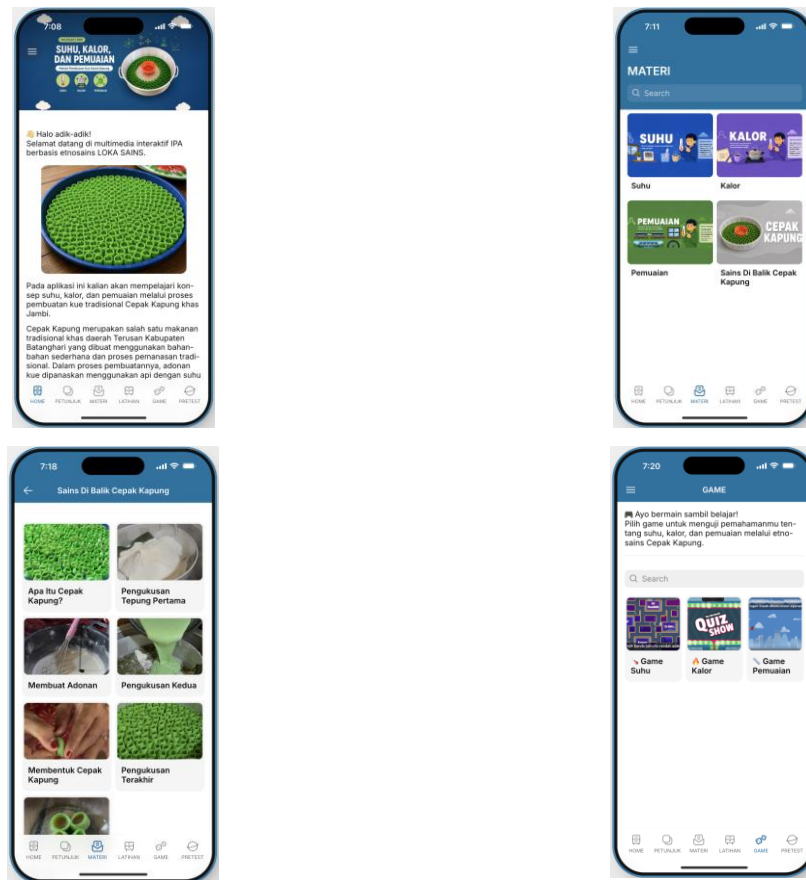 7:08
SUHU, KALOR,
DAN PEMUAIAN
👋 Halo adik-adik!
Selamat datang di multimedia interaktif IPA
berbasis etnosains LOKA SAINS.
Pada aplikasi ini kalian akan mempelajari kon-
sep suhu, kalor, dan pemuaian melalui proses
pembuatan kue tradisional Cepak Kapung khas
Jambi.
Cepak Kapung merupakan salah satu makanan
tradisional khas daerah Terusan Kabupaten
Batanghari yang dibuat menggunakan bahan-
bahan sederhana dan proses pemanasan tradi-
sional. Dalam proses pembuatannya, adonan
kue dipanaskan menggunakan api dengan suhu
HOME PETUNJUK MATERI LATIHAN GAME PRETEST
7:11
MATERI
Search
SUHU
KALOR
Suhu
Kalor
PEMUAIAN
CEPAK
KAPUNG
Pemuaian
Sains Di Balik Cepak
Kapung
HOME PETUNJUK MATERI LATIHAN GAME PRETEST
7:18
Sains Di Balik Cepak Kapung
Apa Itu Cepak
Kapung?
Pengukusan
Tepung Pertama
Membuat Adonan
Pengukusan Kedua
Membentuk Cepak
Kapung
Pengukusan
Terakhir
HOME PETUNJUK MATERI LATIHAN GAME PRETEST
7:20
GAME
🎮 Ayo bermain sambil belajar!
Pilih game untuk menguji pemahamanmu ten-
tang suhu, kalor, dan pemuaian melalui etno-
sains Cepak Kapung.
Search
QUIZ
SHOW
Game
Suhu
🔥 Game
Kalor
Game
Pemuaian
HOME PETUNJUK MATERI LATIHAN GAME PRETEST